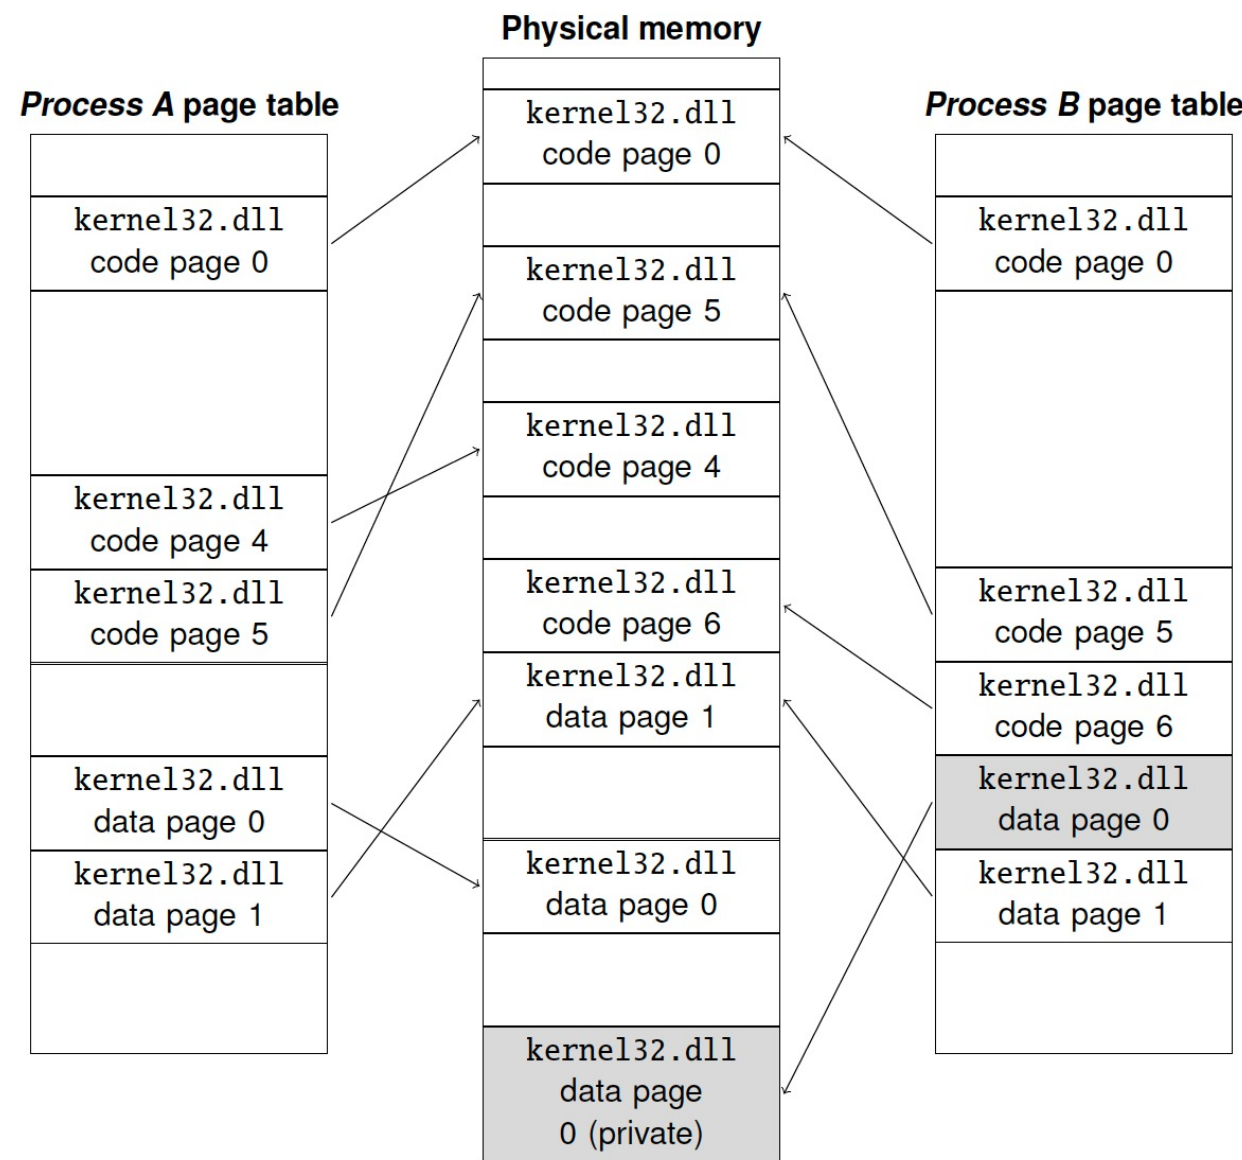 Physical memory
Process A page table
kernel32.dll
code page 0
kernel32.dll
code page 4
kernel32.dll
code page 5
kernel32.dll
data page 0
kernel32.dll
data page 1
kernel32.dll
code page 0
kernel32.dll
code page 5
kernel32.dll
code page 4
kernel32.dll
code page 6
kernel32.dll
data page 1
kernel32.dll
data page 0
kernel32.dll
data page
0 (private)
Process B page table
kernel32.dll
code page 0
kernel32.dll
code page 5
kernel32.dll
code page 6
kernel32.dll
data page 0
kernel32.dll
data page 1